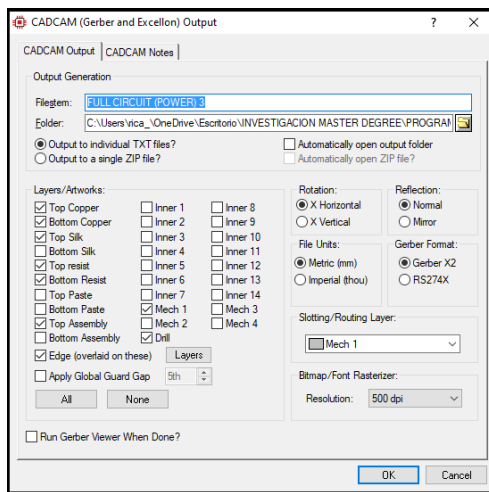 CADCAM (Gerber and Excellon) Output
CADCAM Output CADCAM Notes
Output Generation
Filestem: FULL CIRCUIT (POWER) 3
Folder: C:\Users\rica_\OneDrive\Escritorio\INVESTIGACION MASTER DEGREE\PROGRAM
Output to individual TXT files? Automatically open output folder
Output to a single ZIP file? Automatically open ZIP file?
Layers/Artworks: Rotation: Reflection:
Top Copper Inner 1 Inner 8 X Horizontal Normal
Bottom Copper Inner 2 Inner 9 X Vertical Mirror
Top Silk Inner 3 Inner 10 File Units: Gerber Format:
Bottom Silk Inner 4 Inner 11 Metric (mm) Gerber X2
Top resist Inner 5 Inner 12 Imperial (thou) RS274X
Bottom Resist Inner 6 Inner 13
Top Paste Inner 7 Inner 14
Bottom Paste Mech 1 Mech 3 Slotting/Routing Layer:
Top Assembly Mech 2 Mech 4 Mech 1
Bottom Assembly Drill
Edge (overlaid on these) Layers
Apply Global Guard Gap 5th Bitmap/Font Rasterizer:
All None Resolution: 500 dpi
Run Gerber Viewer When Done?
OK Cancel